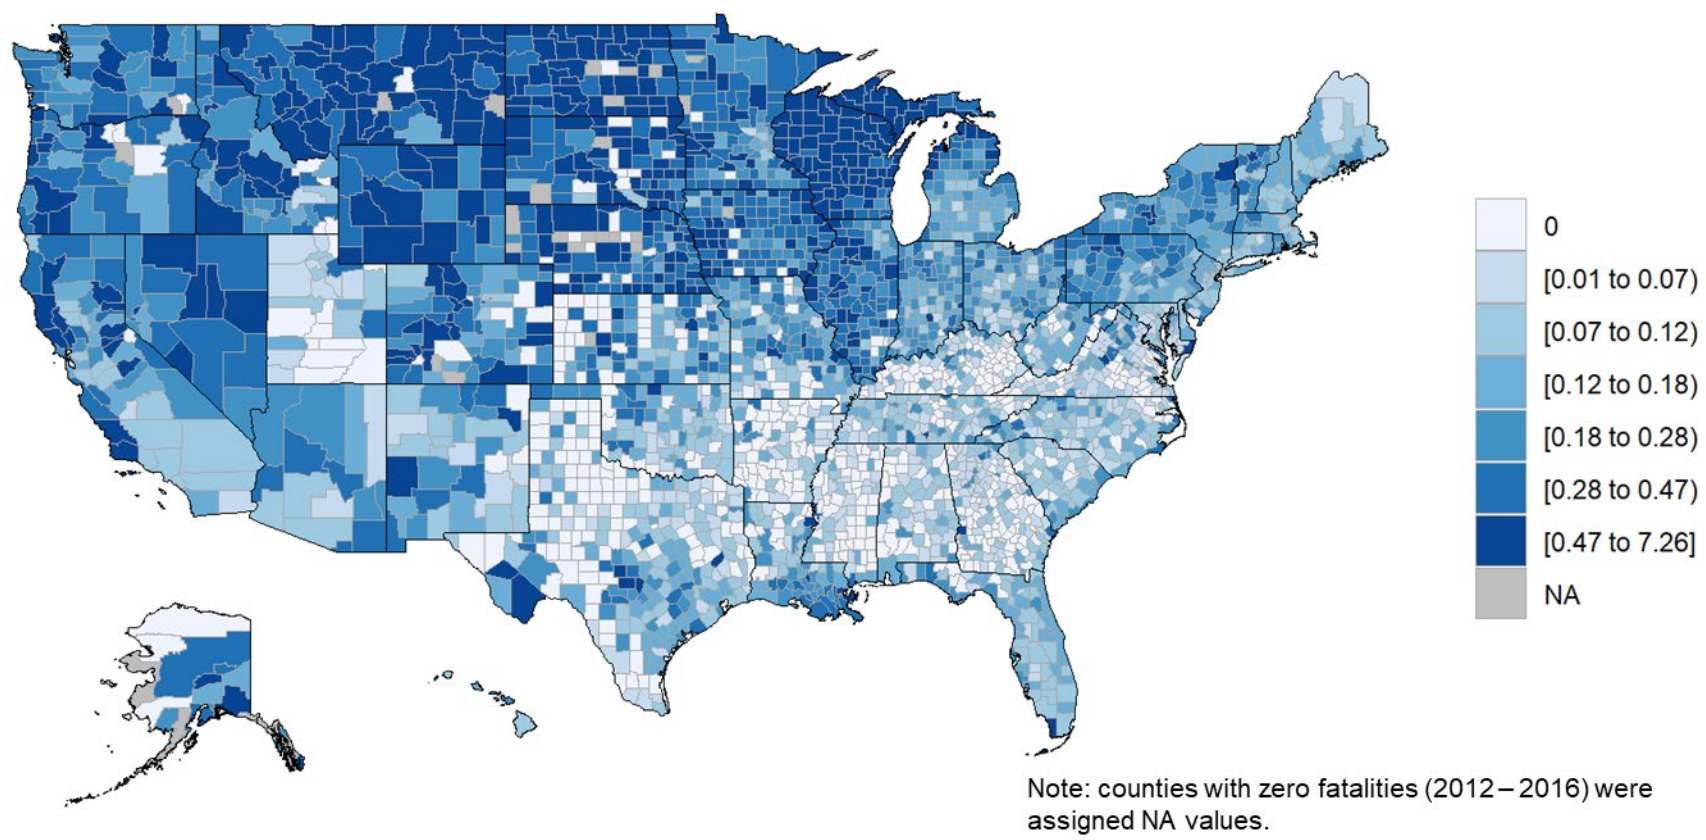 0
[0.01 to 0.07)
[0.07 to 0.12)
[0.12 to 0.18)
[0.18 to 0.28)
[0.28 to 0.47)
[0.47 to 7.26]
NA
Note: counties with zero fatalities (2012 – 2016) were
assigned NA values.